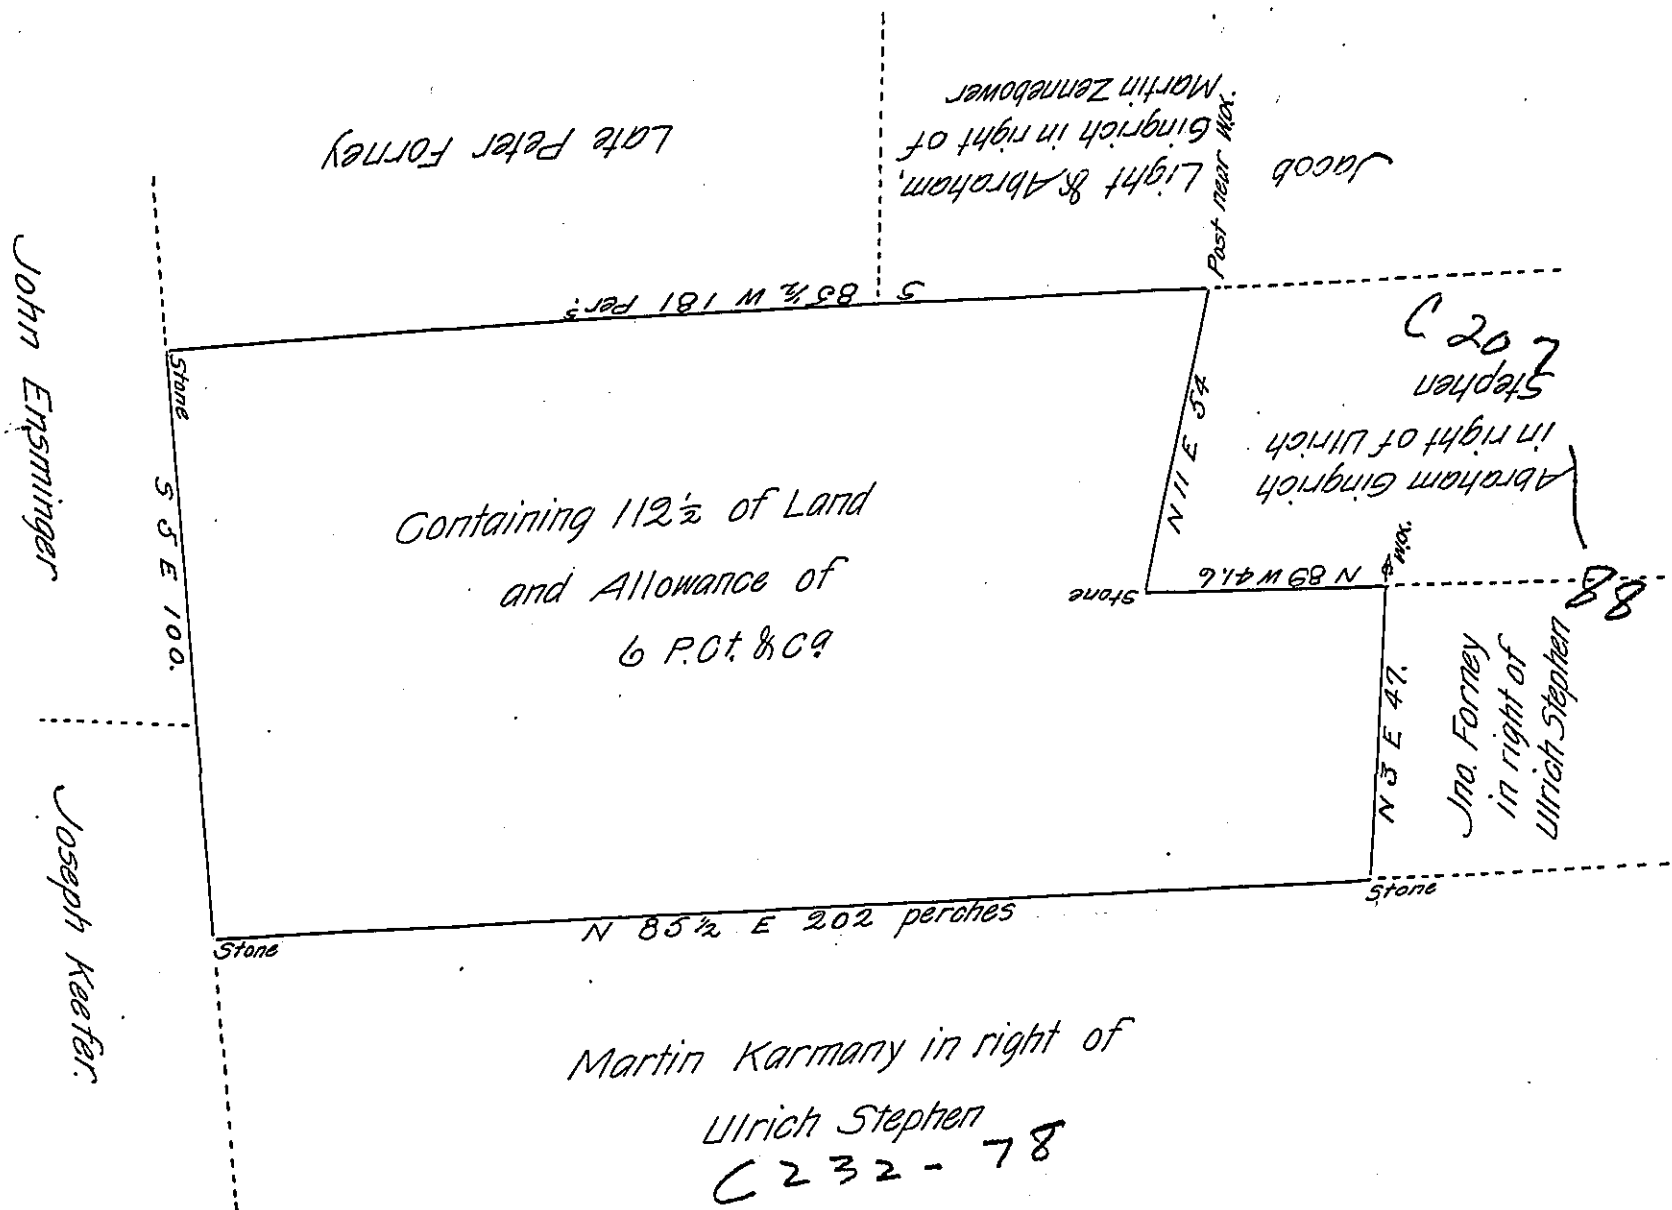 Late Peter Forney
Jacob Light & Abraham,
Gingrich in right of
Martin Zennebower
Post near W.O.
John Ensminger
S 85½ W 181 Per.s
Stone
S 5 E 100.
Containing 112½ of Land
and Allowance of
6 P.Ct. & Ca.
N 11 E 54
C 207
Abraham Gingrich
in right of Ulrich
Stephen
88
W.O.
N 89 W 41.6
Stone
N 3 E 47.
Jno. Forney
in right of
Ulrich Stephen
Joseph Keefer.
Stone
N 85½ E 202 perches
Stone
Martin Karmany in right of
Ulrich Stephen
C 232 - 78